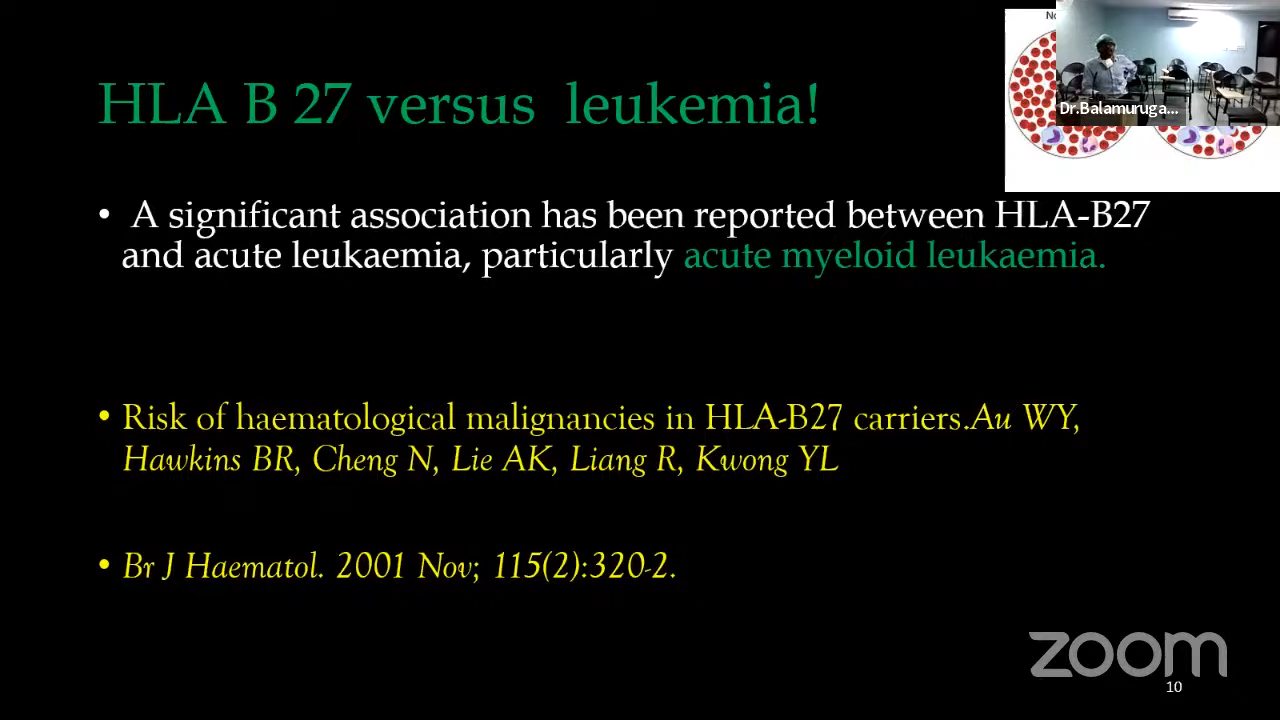 HLA B 27 versus leukemia!
• A significant association has been reported between HLA-B27
and acute leukaemia, particularly acute myeloid leukaemia.
• Risk of haematological malignancies in HLA-B27 carriers.Au WY,
Hawkins BR, Cheng N, Lie AK, Liang R, Kwong YL
• Br J Haematol. 2001 Nov; 115(2):320-2.
Dr.Balamuruga...
zoom
10